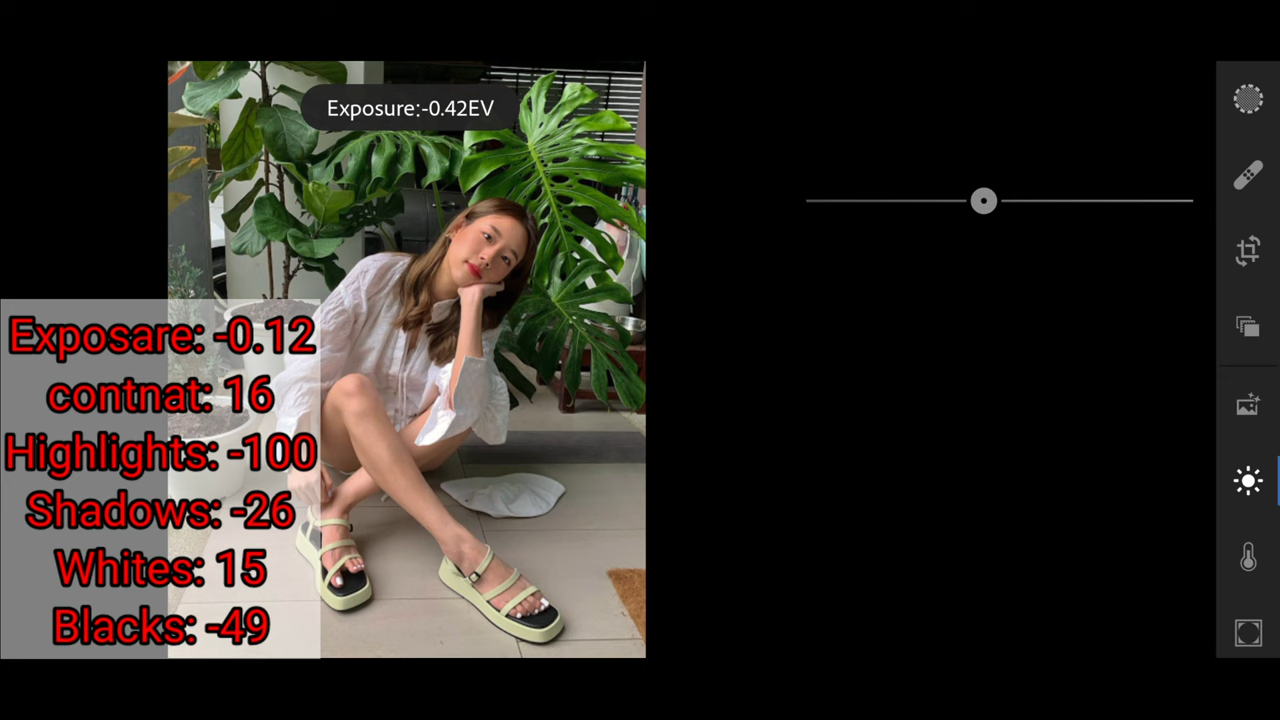 Exposure:-0.42EV
Exposare: -0.12
contnat: 16
Highlights: -100
Shadows: -26
Whites: 15
Blacks: -49